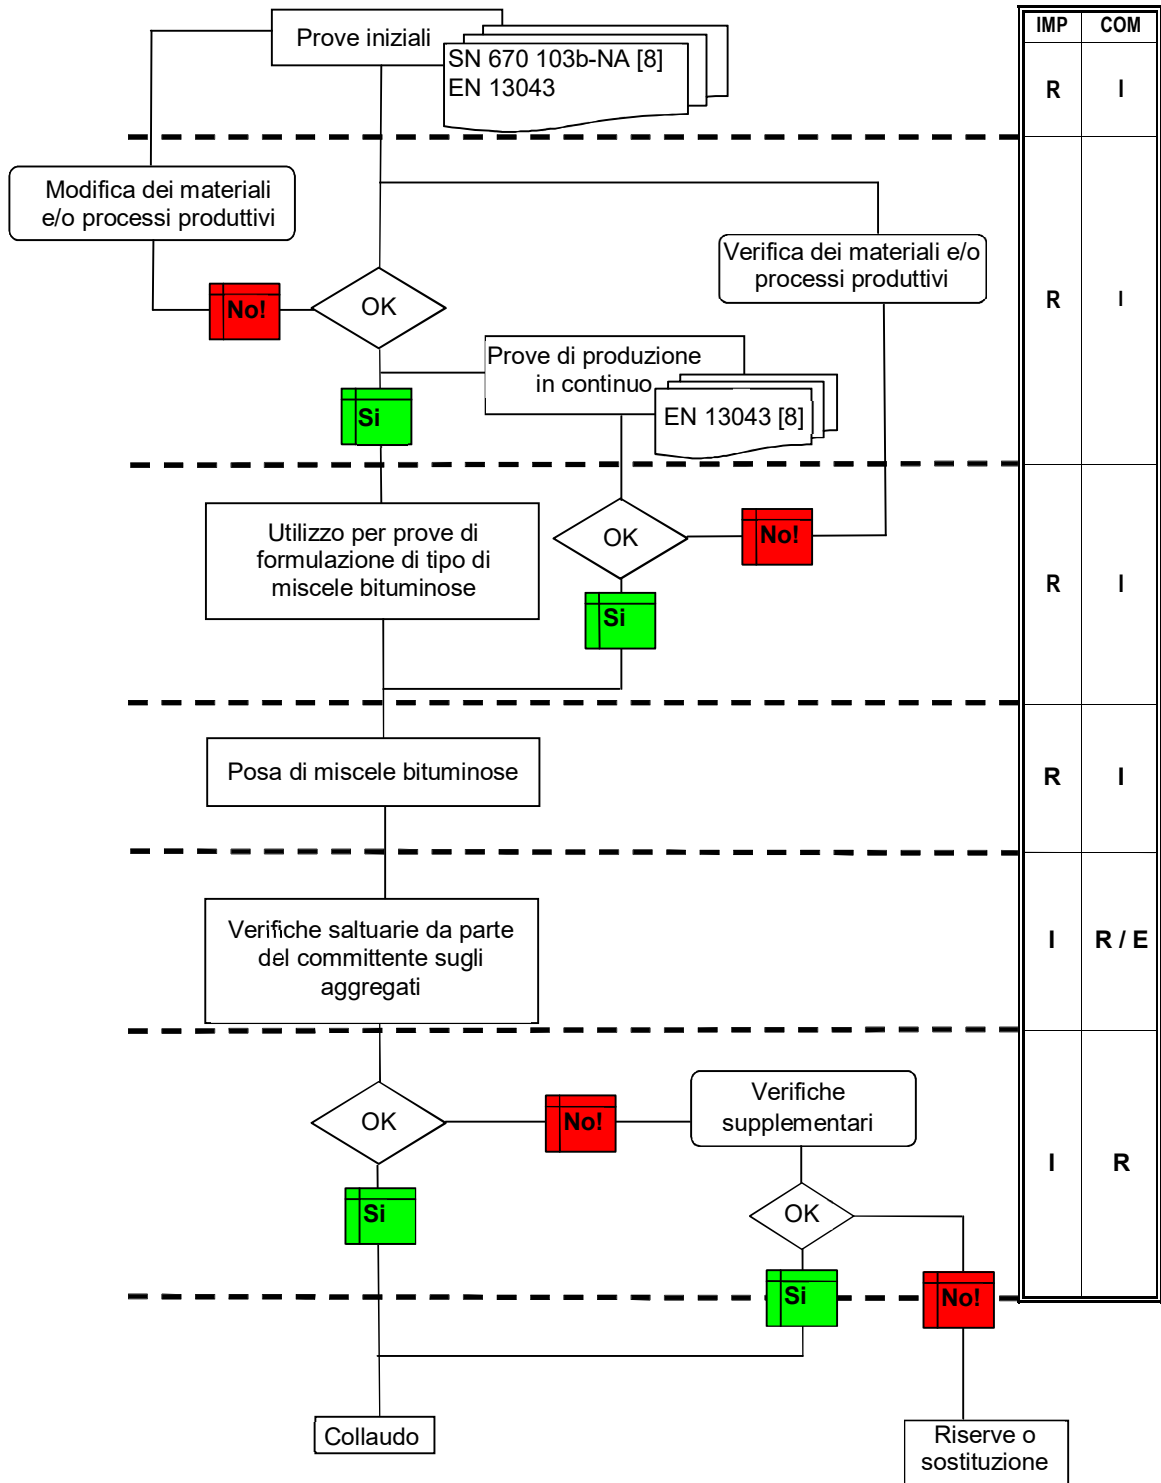 IMP COM
Prove iniziali
SN 670 103b-NA [8]
EN 13043
R I
Modifica dei materiali
e/o processi produttivi
Verifica dei materiali e/o
processi produttivi
No!
OK
R I
Prove di produzione
in continuo
EN 13043 [8]
Si
Utilizzo per prove di
formulazione di tipo di
miscele bituminose
OK
No!
R I
Si
Posa di miscele bituminose
R I
Verifiche saltuarie da parte
del committente sugli
aggregati
I R / E
OK
No!
Verifiche
supplementari
I R
Si
OK
Si
No!
Collaudo
Riserve o
sostituzione